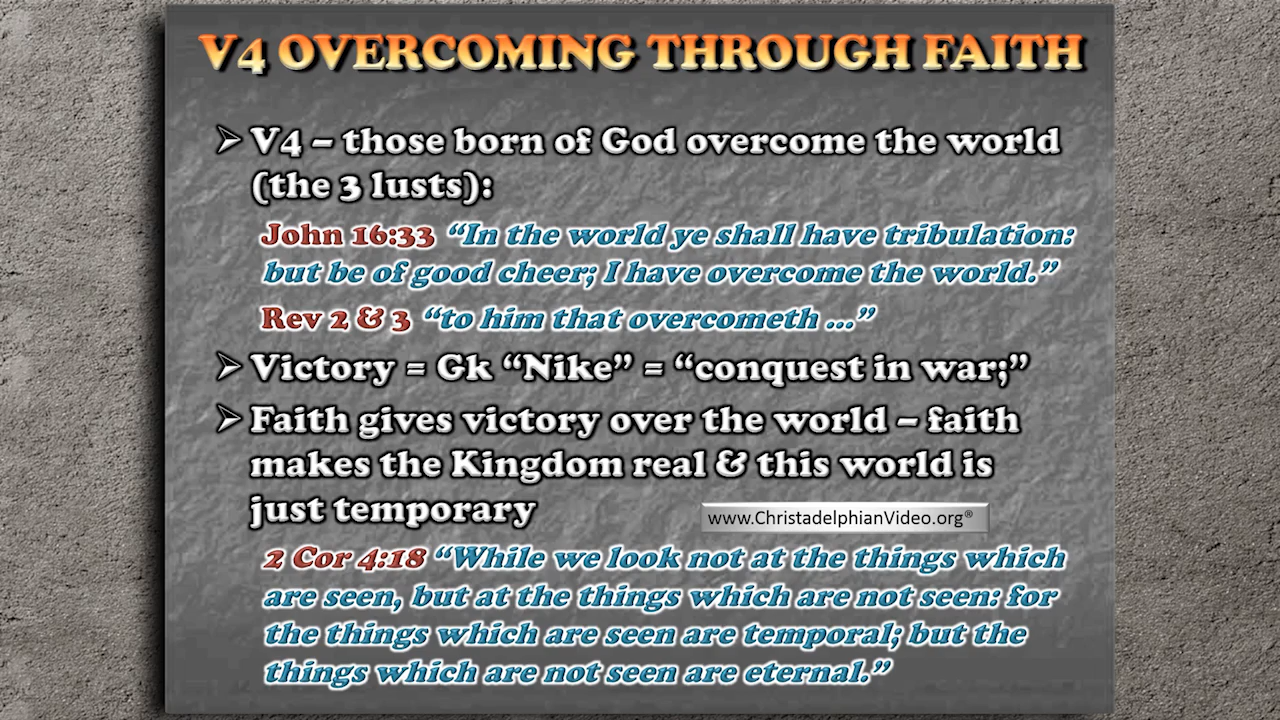 V4 OVERCOMING THROUGH FAITH
➢ V4 – those born of God overcome the world
(the 3 lusts):
John 16:33 “In the world ye shall have tribulation:
but be of good cheer; I have overcome the world.”
Rev 2 & 3 “to him that overcometh ...”
➢ Victory = Gk “Nike” = “conquest in war;”
➢ Faith gives victory over the world – faith
makes the Kingdom real & this world is
just temporary
www.ChristadelphianVideo.org®
2 Cor 4:18 “While we look not at the things which
are seen, but at the things which are not seen: for
the things which are seen are temporal; but the
things which are not seen are eternal.”